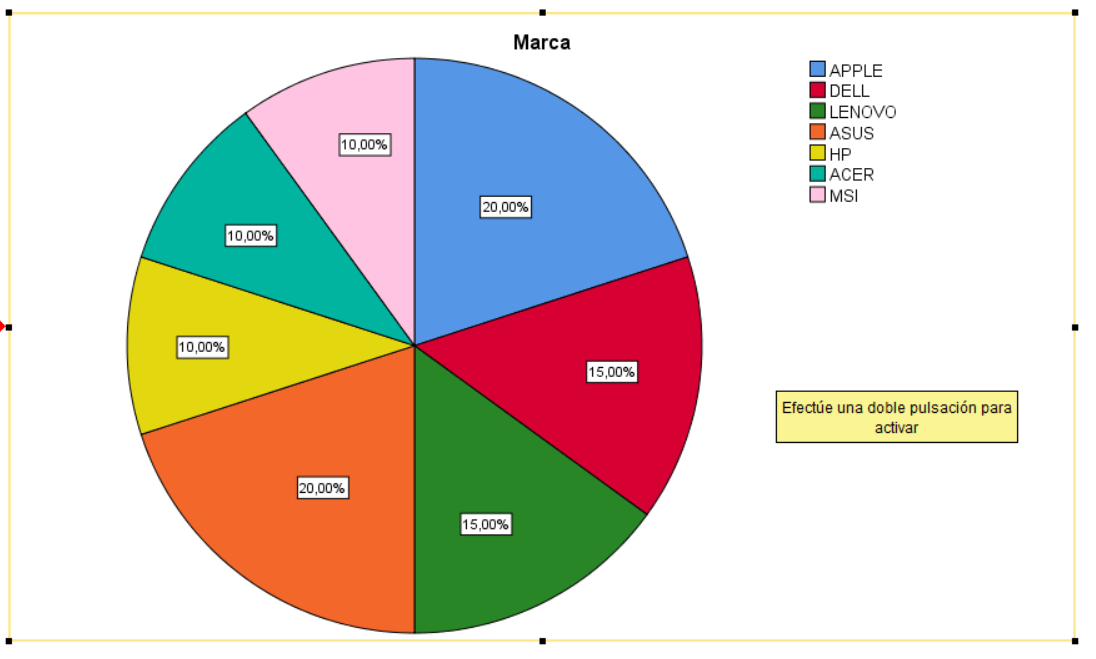 Marca
APPLE
DELL
LENOVO
ASUS
HP
ACER
MSI
10,00%
20,00%
10,00%
10,00%
15,00%
20,00%
15,00%
Efectúe una doble pulsación para
activar